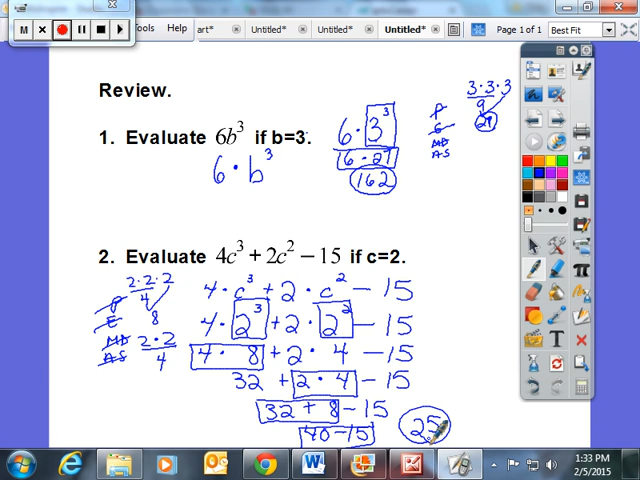 M
Tools Help art* Untitled* Untitled* Untitled* Page 1 of 1 Best Fit
Review.
3 · 3 · 3
9
27
P
E
MD
AS
1. Evaluate 6b³ if b=3.
6 · 3³
6 · 27
162
6 · b³
2. Evaluate 4c³ + 2c² − 15 if c=2.
2 · 2 · 2
4
8
P
E
MD
AS
2 · 2
4
4 · c³ + 2 · c² − 15
4 · 2³ + 2 · 2² − 15
4 · 8 + 2 · 4 − 15
32 + 2 · 4 − 15
32 + 8 − 15
40 − 15
25
1:33 PM
2/5/2015